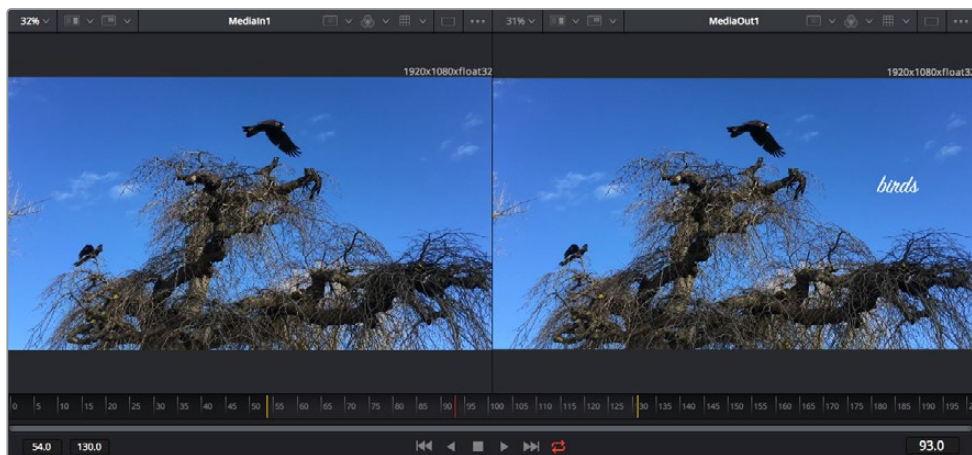 32% MediaIn1 31% MediaOut1
1920x1080xfloat32 1920x1080xfloat32
birds
0 5 10 15 20 25 30 35 40 45 50 55 60 65 70 75 80 85 90 95 100 105 110 115 120 125 130 135 140 145 150 155 160 165 170 175 180 185 190 195
54.0 130.0 93.0